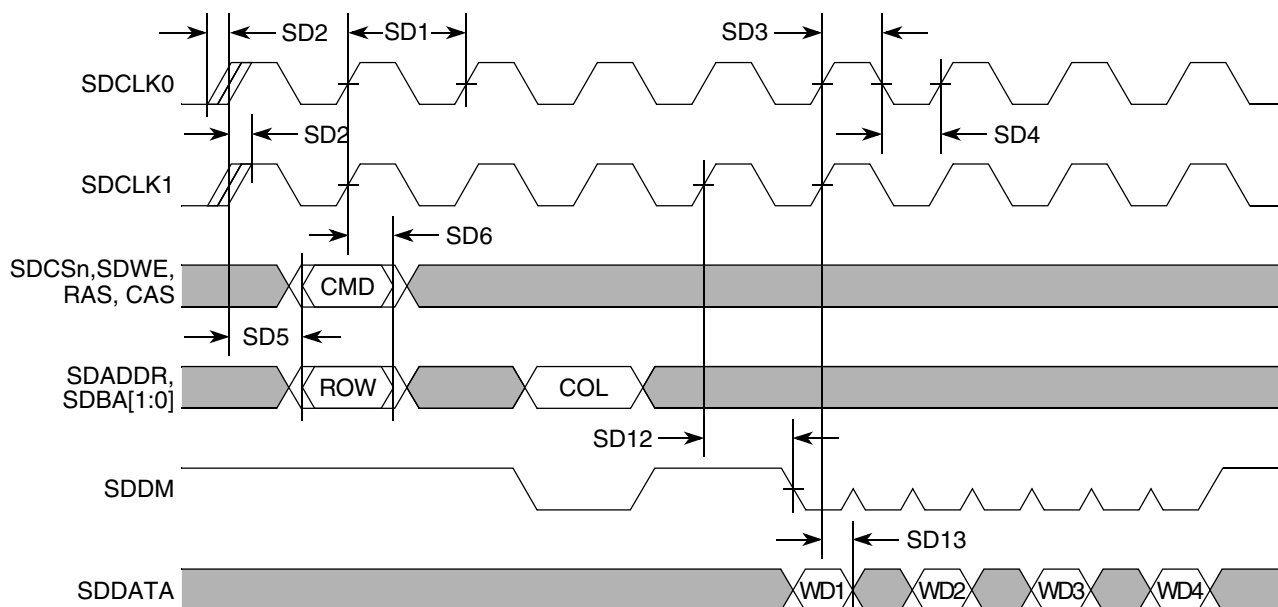 SD2
SD1
SD3
SDCLK0
SD2
SD4
SDCLK1
SD6
SDCSn,SDWE,
RAS, CAS
CMD
SD5
SDADDR,
SDBA[1:0]
ROW
COL
SD12
SDDM
SD13
SDDATA
WD1
WD2
WD3
WD4